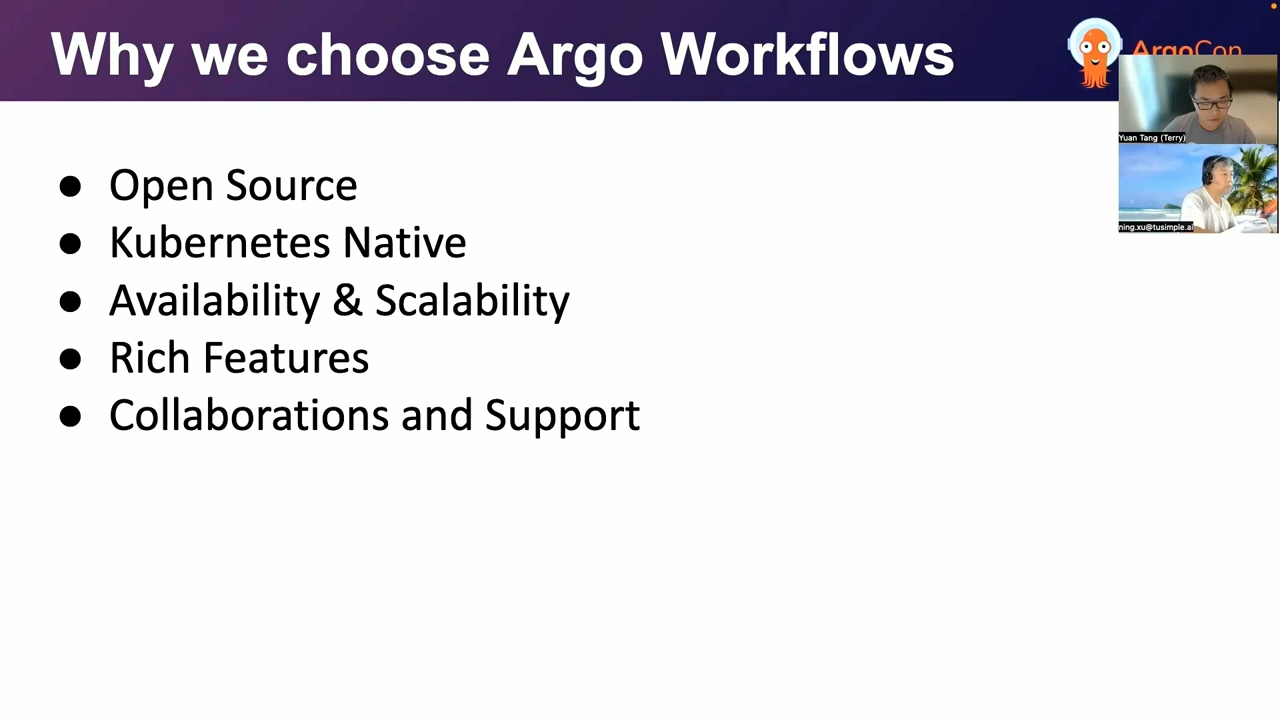 Why we choose Argo Workflows
ArgoCon
Yuan Tang (Terry)
ning.xu@tusimple.ai
● Open Source
● Kubernetes Native
● Availability & Scalability
● Rich Features
● Collaborations and Support